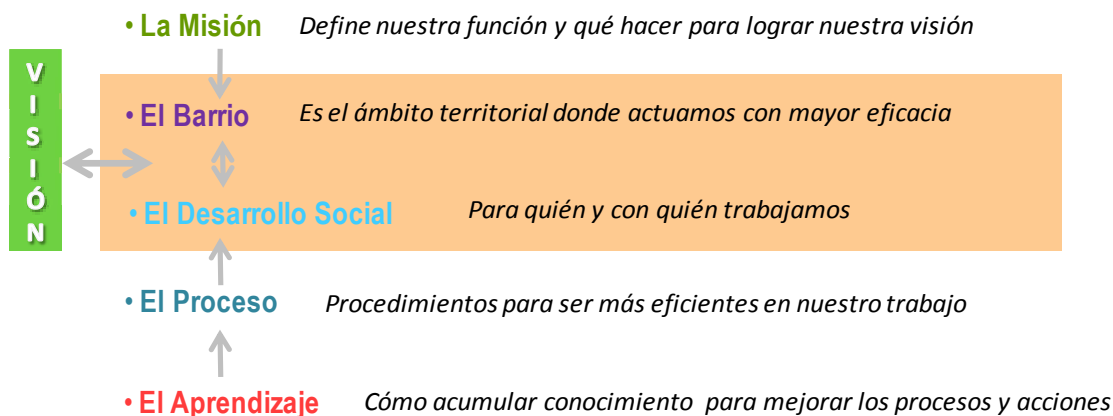 • La Misión Define nuestra función y qué hacer para lograr nuestra visión
VISIÓN
• El Barrio Es el ámbito territorial donde actuamos con mayor eficacia
• El Desarrollo Social Para quién y con quién trabajamos
• El Proceso Procedimientos para ser más eficientes en nuestro trabajo
• El Aprendizaje Cómo acumular conocimiento para mejorar los procesos y acciones